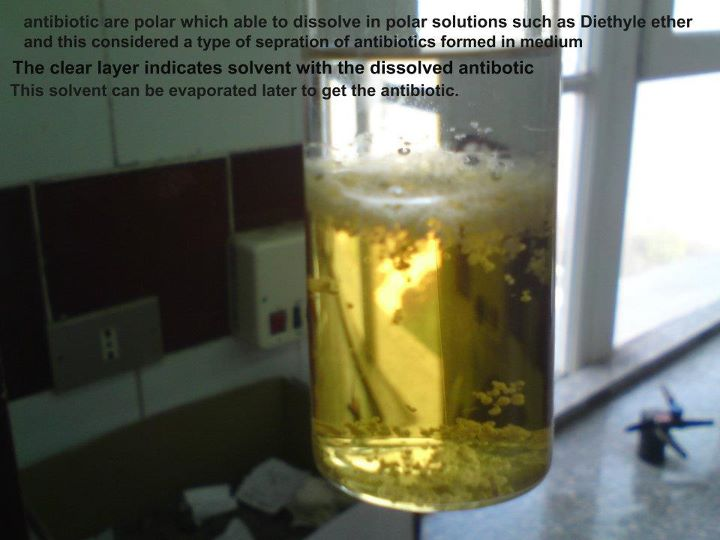 antibiotic are polar which able to dissolve in polar solutions such as Diethyle ether
and this considered a type of sepration of antibiotics formed in medium
The clear layer indicates solvent with the dissolved antibotic
This solvent can be evaporated later to get the antibiotic.